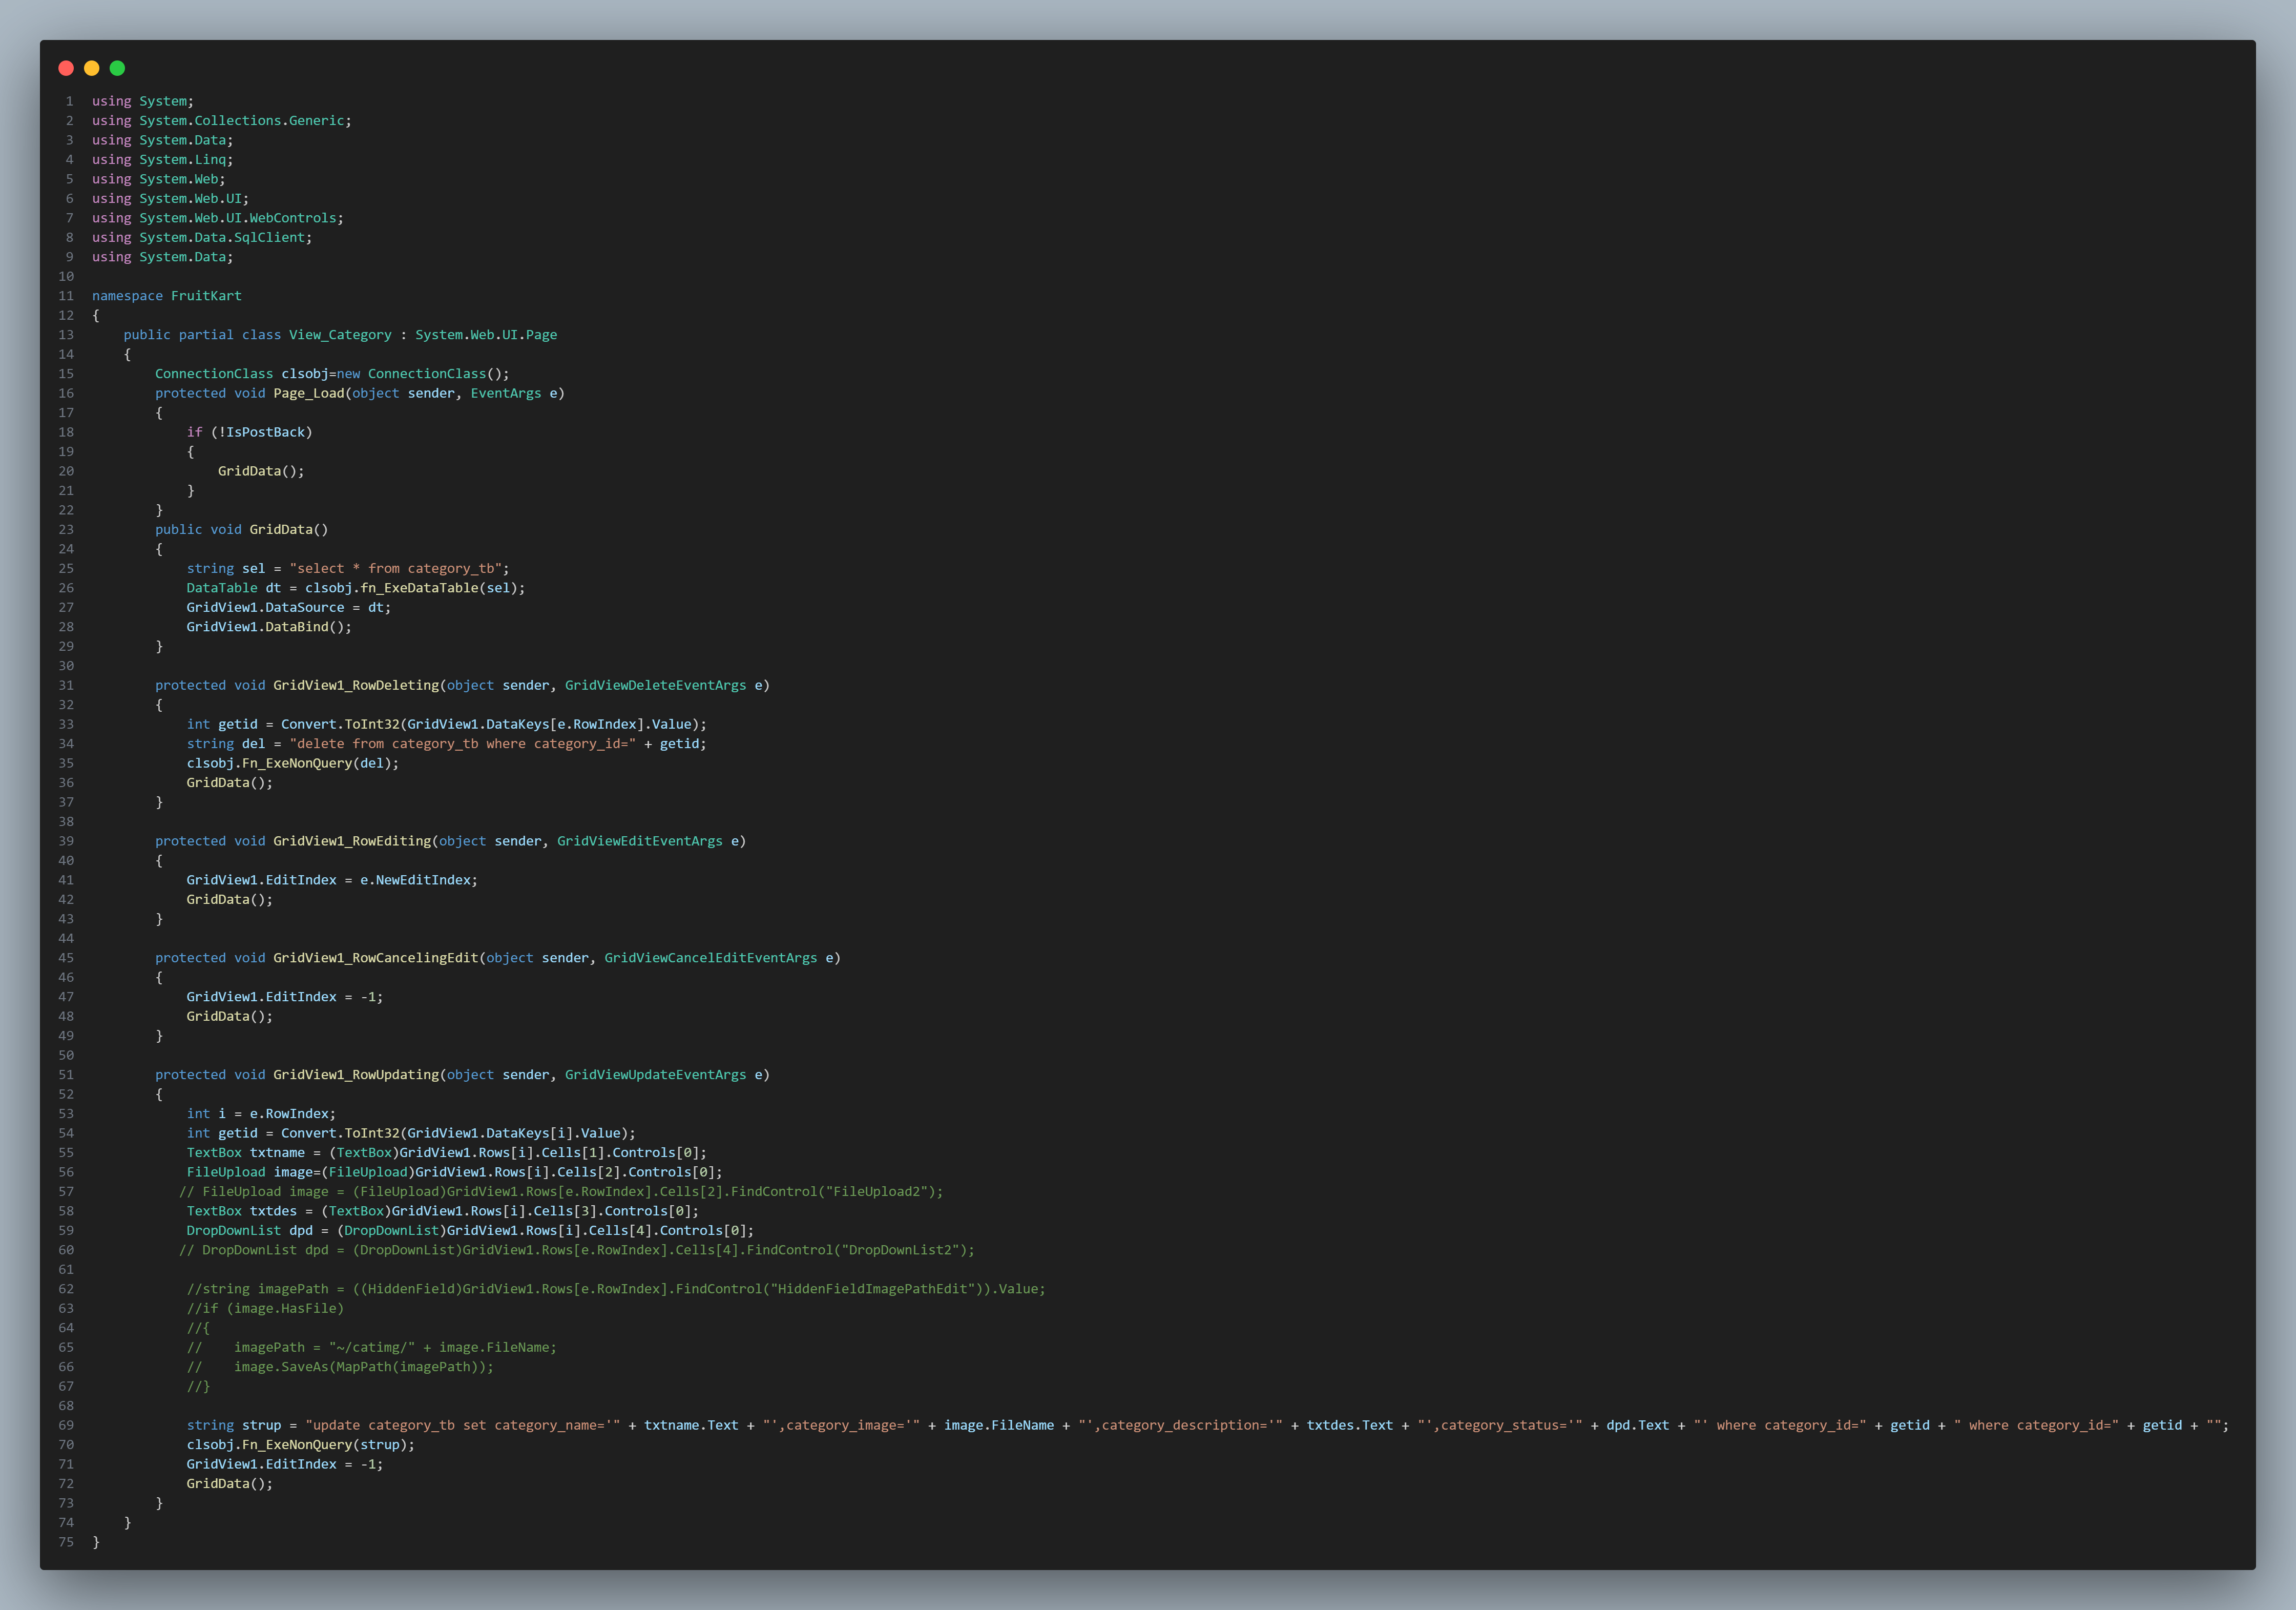 1 using System;
2 using System.Collections.Generic;
3 using System.Data;
4 using System.Linq;
5 using System.Web;
6 using System.Web.UI;
7 using System.Web.UI.WebControls;
8 using System.Data.SqlClient;
9 using System.Data;
10
11 namespace FruitKart
12 {
13     public partial class View_Category : System.Web.UI.Page
14     {
15         ConnectionClass clsobj=new ConnectionClass();
16         protected void Page_Load(object sender, EventArgs e)
17         {
18             if (!IsPostBack)
19             {
20                 GridData();
21             }
22         }
23         public void GridData()
24         {
25             string sel = "select * from category_tb";
26             DataTable dt = clsobj.fn_ExeDataTable(sel);
27             GridView1.DataSource = dt;
28             GridView1.DataBind();
29         }
30
31         protected void GridView1_RowDeleting(object sender, GridViewDeleteEventArgs e)
32         {
33             int getid = Convert.ToInt32(GridView1.DataKeys[e.RowIndex].Value);
34             string del = "delete from category_tb where category_id=" + getid;
35             clsobj.Fn_ExeNonQuery(del);
36             GridData();
37         }
38
39         protected void GridView1_RowEditing(object sender, GridViewEditEventArgs e)
40         {
41             GridView1.EditIndex = e.NewEditIndex;
42             GridData();
43         }
44
45         protected void GridView1_RowCancelingEdit(object sender, GridViewCancelEditEventArgs e)
46         {
47             GridView1.EditIndex = -1;
48             GridData();
49         }
50
51         protected void GridView1_RowUpdating(object sender, GridViewUpdateEventArgs e)
52         {
53             int i = e.RowIndex;
54             int getid = Convert.ToInt32(GridView1.DataKeys[i].Value);
55             TextBox txtname = (TextBox)GridView1.Rows[i].Cells[1].Controls[0];
56             FileUpload image=(FileUpload)GridView1.Rows[i].Cells[2].Controls[0];
57            // FileUpload image = (FileUpload)GridView1.Rows[e.RowIndex].Cells[2].FindControl("FileUpload2");
58             TextBox txtdes = (TextBox)GridView1.Rows[i].Cells[3].Controls[0];
59             DropDownList dpd = (DropDownList)GridView1.Rows[i].Cells[4].Controls[0];
60            // DropDownList dpd = (DropDownList)GridView1.Rows[e.RowIndex].Cells[4].FindControl("DropDownList2");
61
62             //string imagePath = ((HiddenField)GridView1.Rows[e.RowIndex].FindControl("HiddenFieldImagePathEdit")).Value;
63             //if (image.HasFile)
64             //{
65             //    imagePath = "~/catimg/" + image.FileName;
66             //    image.SaveAs(MapPath(imagePath));
67             //}
68
69             string strup = "update category_tb set category_name='" + txtname.Text + "',category_image='" + image.FileName + "',category_description='" + txtdes.Text + "',category_status='" + dpd.Text + "' where category_id=" + getid + " where category_id=" + getid + "";
70             clsobj.Fn_ExeNonQuery(strup);
71             GridView1.EditIndex = -1;
72             GridData();
73         }
74     }
75 }